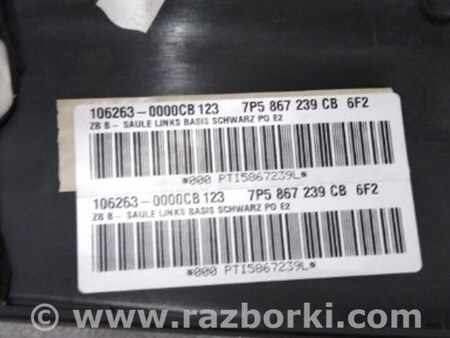 106263-0000CB 123 7P5 867 239 CB 6F2
ZB B- SAULE LINKS BASIS SCHWARZ PO E2
*000 PTI5867239L*
106263-0000CB 123 7P5 867 239 CB 6F2
ZB B- SAULE LINKS BASIS SCHWARZ PO E2
*000 PTI5867239L*
www.razborki.com